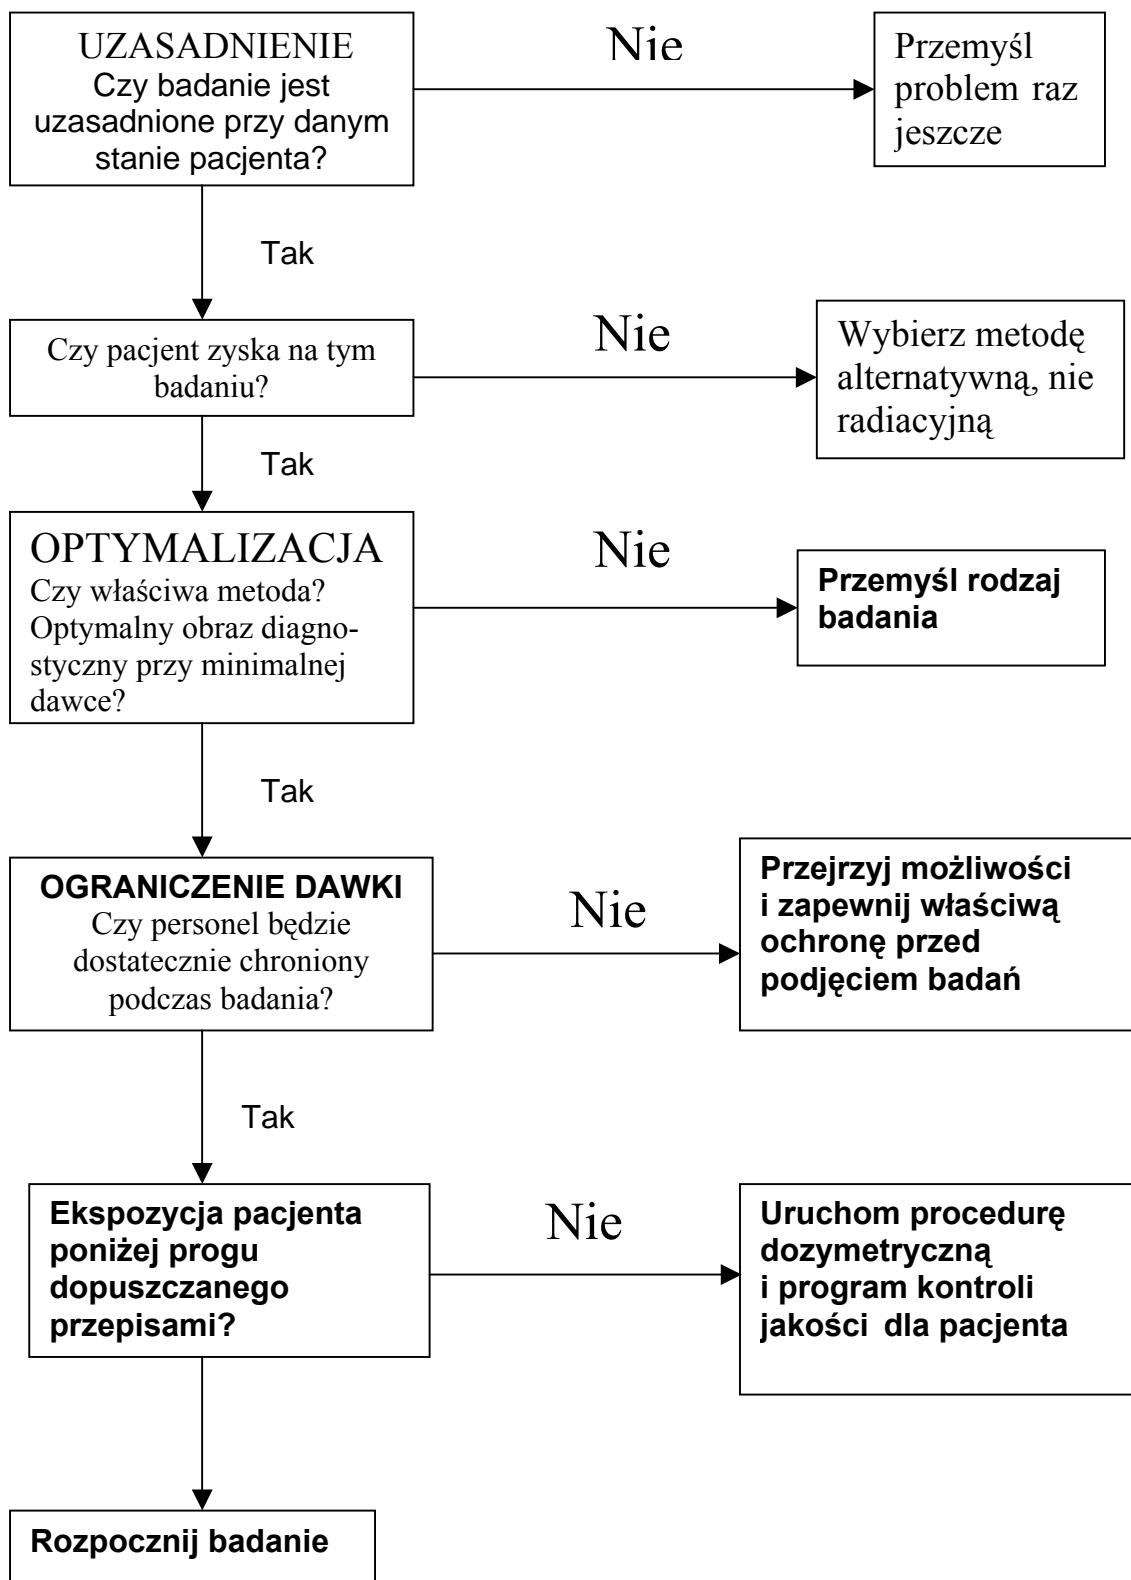 UZASADNIENIE
Czy badanie jest
uzasadnione przy danym
stanie pacjenta?
Nie
Przemyśl
problem raz
jeszcze
Tak
Czy pacjent zyska na tym
badaniu?
Nie
Wybierz metodę
alternatywną, nie
radiacyjną
Tak
OPTYMALIZACJA
Czy właściwa metoda?
Optymalny obraz diagno-
styczny przy minimalnej
dawce?
Nie
Przemyśl rodzaj
badania
Tak
OGRANICZENIE DAWKI
Czy personel będzie
dostatecznie chroniony
podczas badania?
Nie
Przejrzyj możliwości
i zapewnij właściwą
ochronę przed
podjęciem badań
Tak
Ekspozycja pacjenta
poniżej progu
dopuszczanego
przepisami?
Nie
Uruchom procedurę
dozymetryczną
i program kontroli
jakości dla pacjenta
Rozpocznij badanie